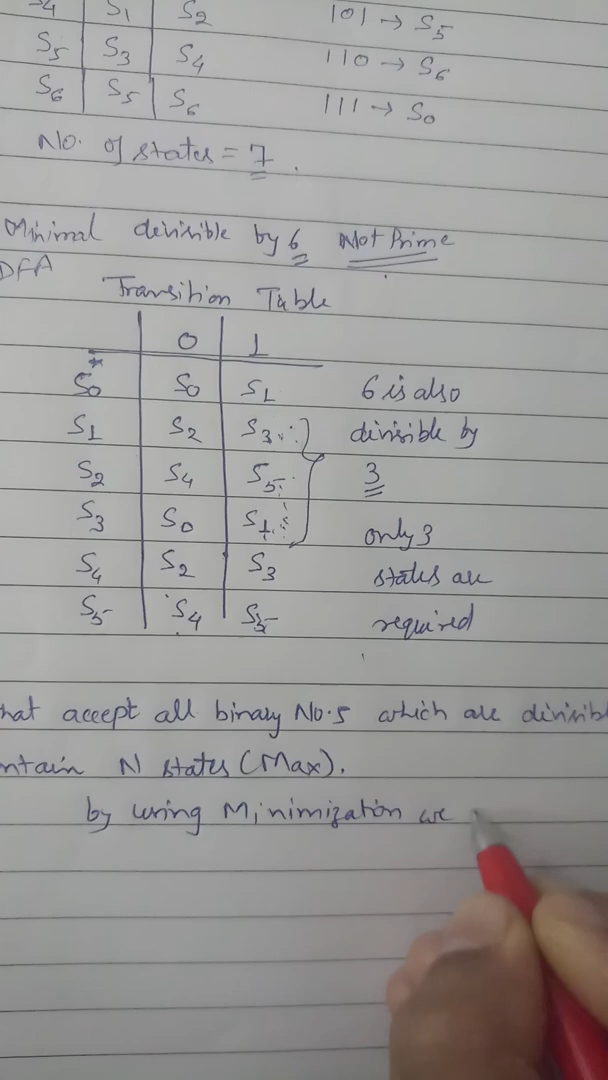 S4 S1 S2 101 → S5
S5 S3 S4 110 → S6
S6 S5 S6 111 → S0
No. of states = 7.
Minimal divisible by 6 Not Prime
DFA
Transition Table
0 1
S0* S0 S1 6 is also
S1 S2 S3 divisible by
S2 S4 S5 3
S3 S0 S1 only 3
S4 S2 S3 states are
S5 S4 S5 required
hat accept all binary No.s which are divisibl
ntain N states (Max).
by using Minimization we